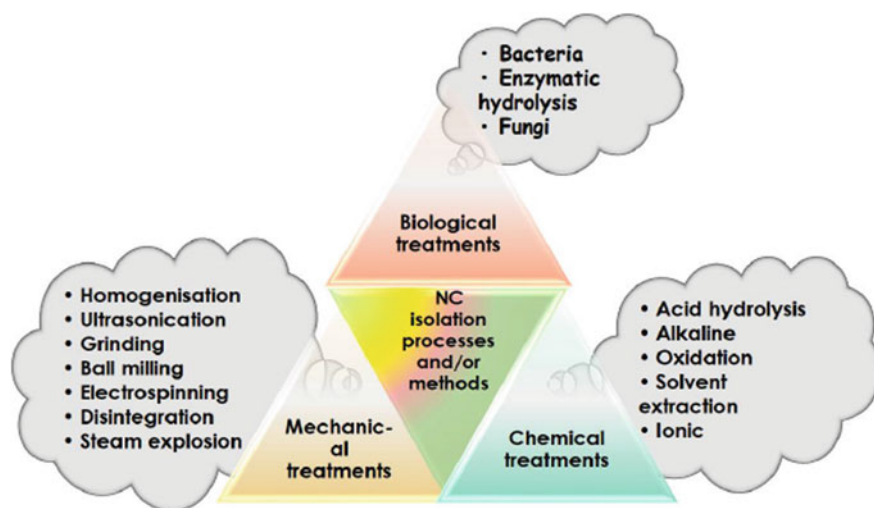 · Bacteria
· Enzymatic
hydrolysis
· Fungi
Biological
treatments
• Homogenisation
• Ultrasonication
• Grinding
• Ball milling
• Electrospinning
• Disintegration
• Steam explosion
NC
isolation
processes
and/or
methods
• Acid hydrolysis
• Alkaline
• Oxidation
• Solvent
extraction
• Ionic
Mechanic-
al
treatments
Chemical
treatments